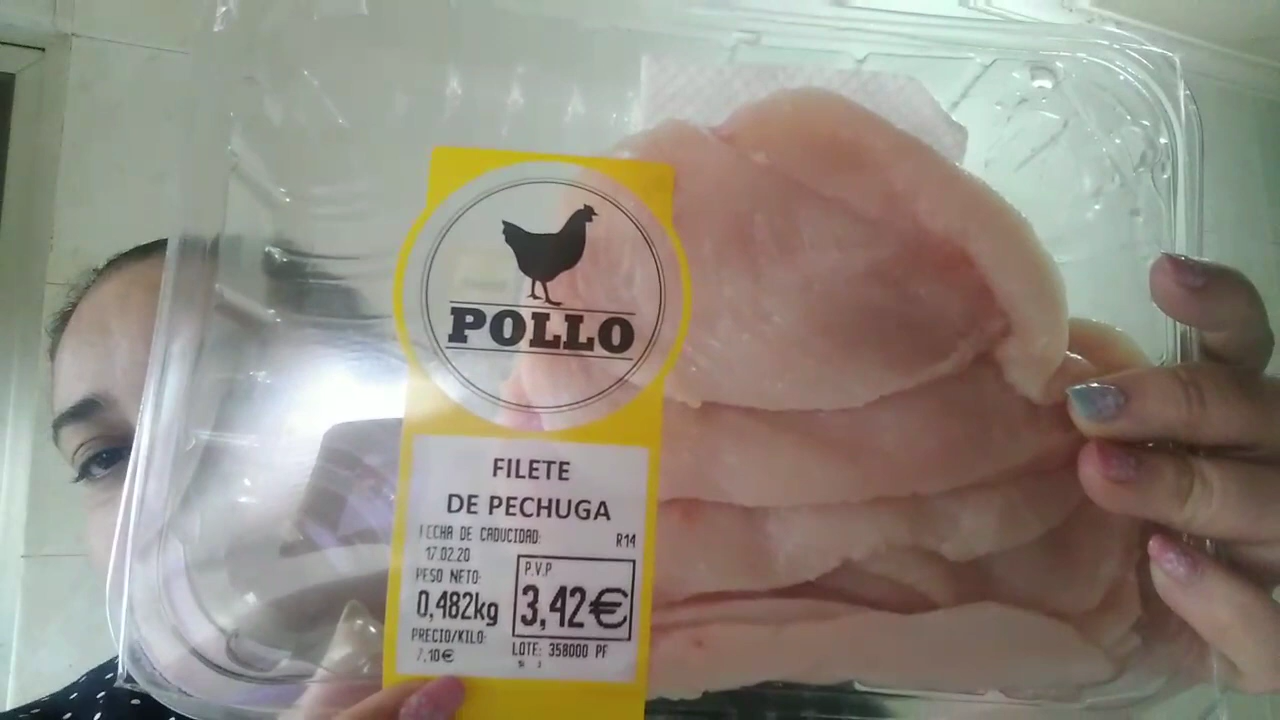 POLLO
FILETE
DE PECHUGA
FECHA DE CADUCIDAD: R14
17.02.20
PESO NETO:
0,482kg
P.V.P
3,42€
PRECIO/KILO:
7,10€
LOTE: 358000 PF